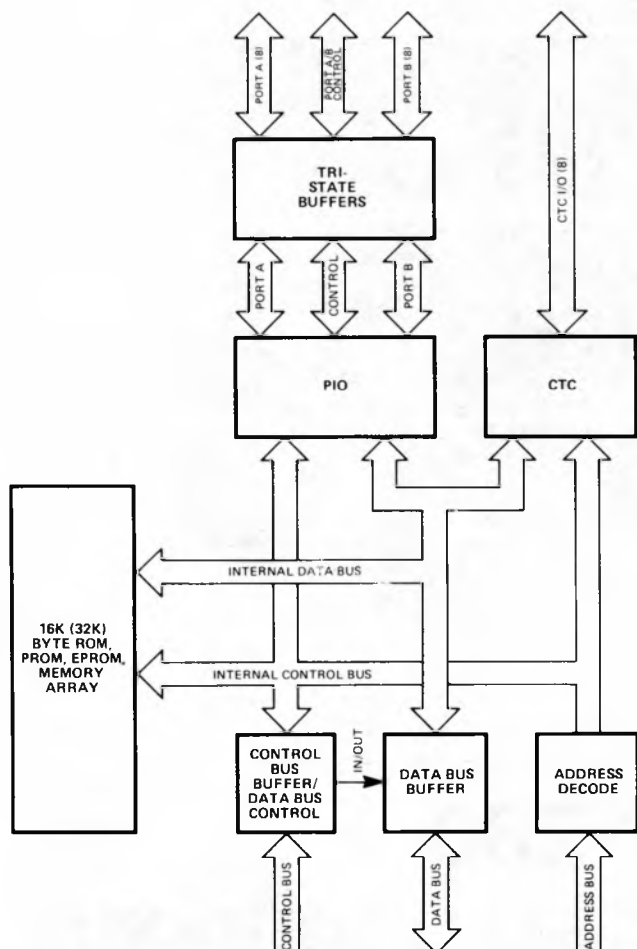 PORT A (8)
PORT A/B
CONTROL
PORT B (8)
CTC I/O (8)
TRI-
STATE
BUFFERS
PORT A
CONTROL
PORT B
PIO
CTC
INTERNAL DATA BUS
16K (32K)
BYTE ROM,
PROM, EPROM,
MEMORY
ARRAY
INTERNAL CONTROL BUS
CONTROL
BUS
BUFFER/
DATA BUS
CONTROL
IN/OUT
DATA BUS
BUFFER
ADDRESS
DECODE
CONTROL BUS
DATA BUS
ADDRESS BUS